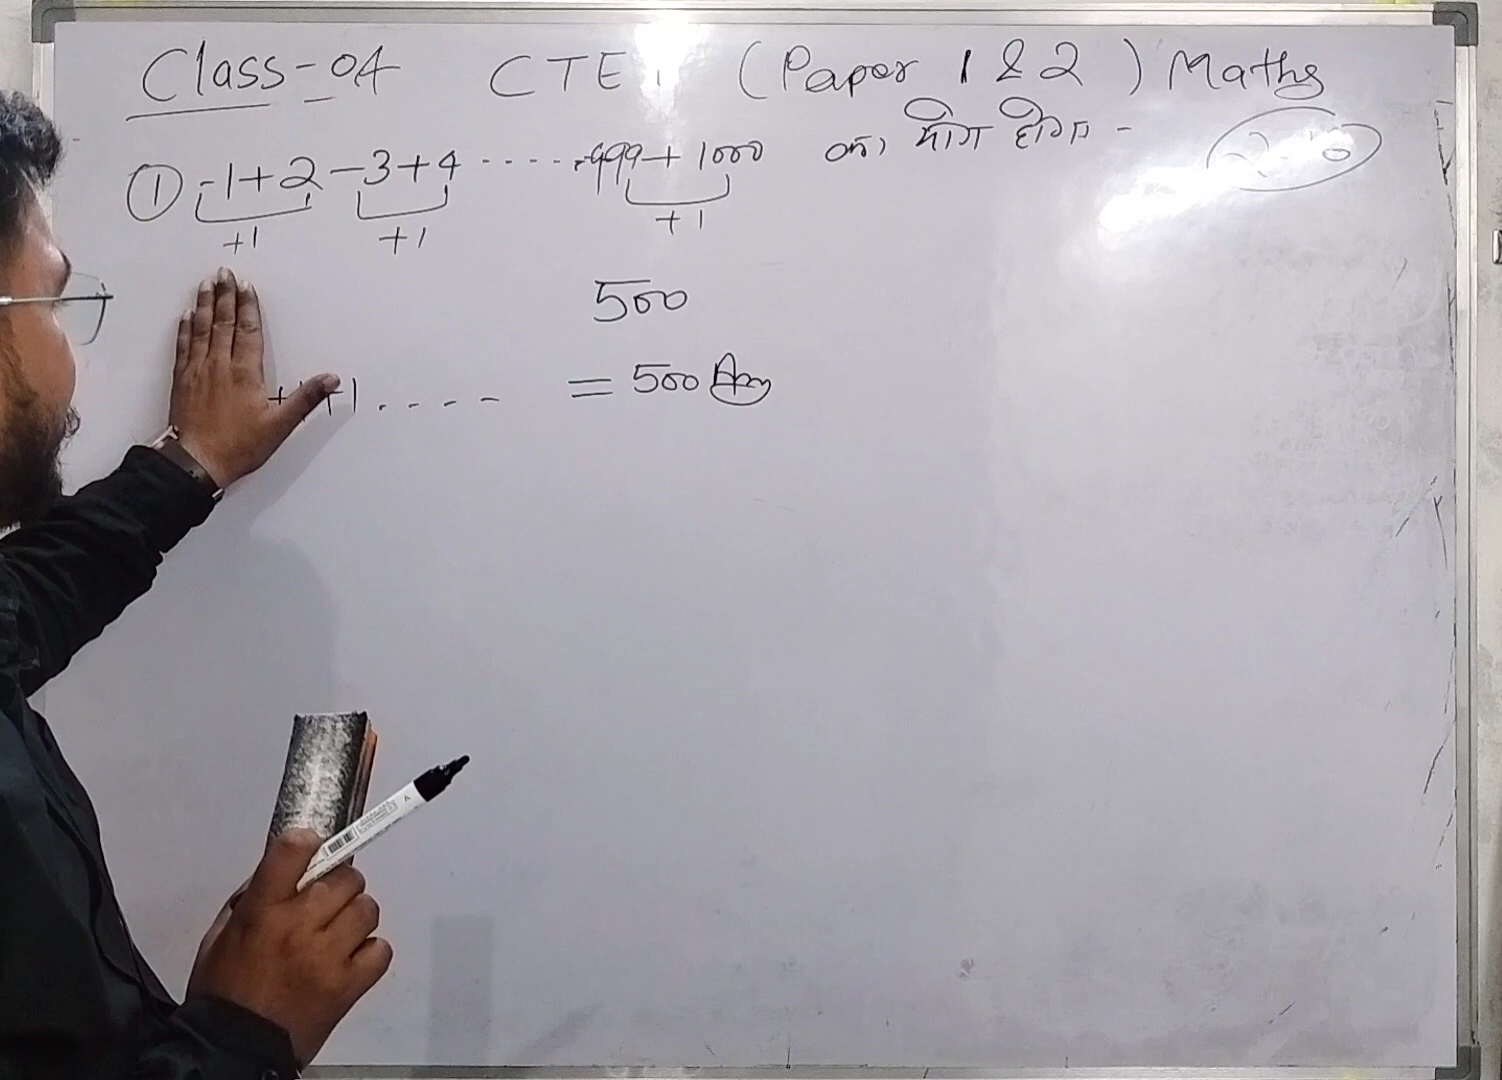 Class-04 CTET (Paper 1 & 2) Maths
① -1+2-3+4 ------999+1000 का योग होगा -
+1 +1 +1
500
+1+1 ---- = 500 Ans